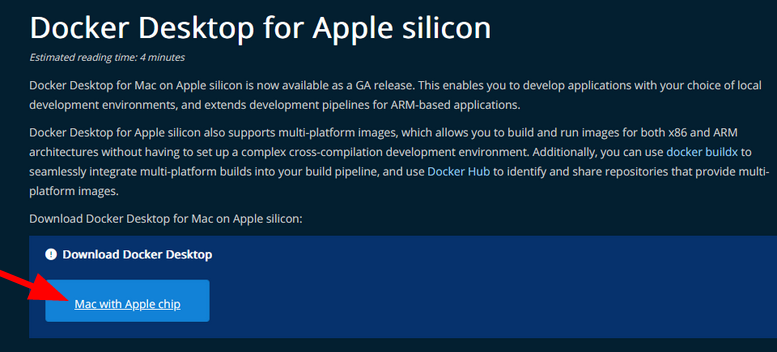 Docker Desktop for Apple silicon
Estimated reading time: 4 minutes
Docker Desktop for Mac on Apple silicon is now available as a GA release. This enables you to develop applications with your choice of local
development environments, and extends development pipelines for ARM-based applications.
Docker Desktop for Apple silicon also supports multi-platform images, which allows you to build and run images for both x86 and ARM
architectures without having to set up a complex cross-compilation development environment. Additionally, you can use docker buildx to
seamlessly integrate multi-platform builds into your build pipeline, and use Docker Hub to identify and share repositories that provide multi-
platform images.
Download Docker Desktop for Mac on Apple silicon:
Download Docker Desktop
Mac with Apple chip